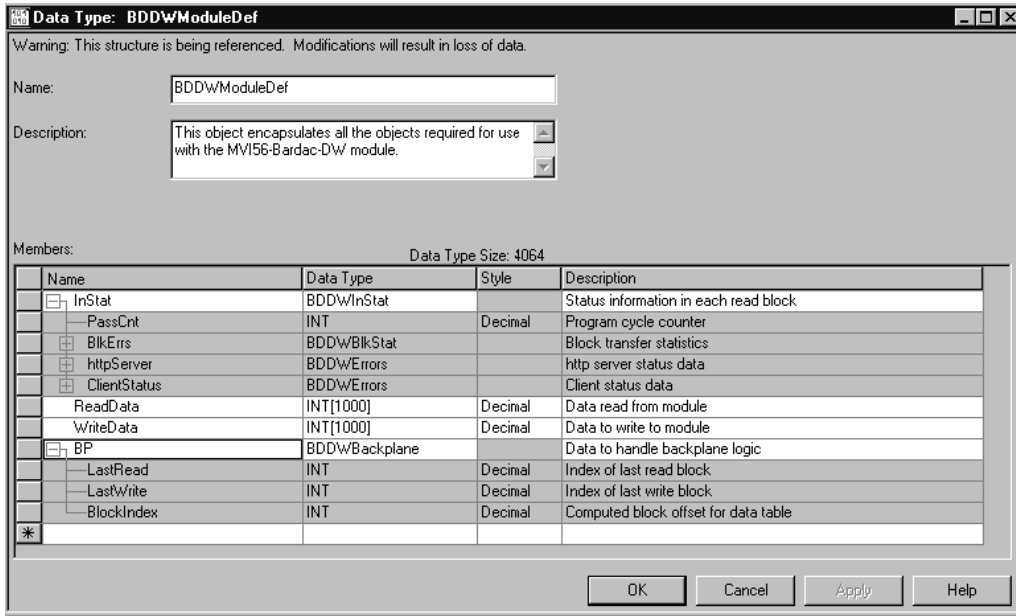 Data Type: BDDWModuleDef
Warning: This structure is being referenced. Modifications will result in loss of data.
Name: BDDWModuleDef
Description: This object encapsulates all the objects required for use
with the MVI56-Bardac-DW module.
Members: Data Type Size: 4064
Name Data Type Style Description
InStat BDDWInStat Status information in each read block
PassCnt INT Decimal Program cycle counter
BlkErrs BDDWBlkStat Block transfer statistics
httpServer BDDWErrors http server status data
ClientStatus BDDWErrors Client status data
ReadData INT[1000] Decimal Data read from module
WriteData INT[1000] Decimal Data to write to module
BP BDDWBackplane Data to handle backplane logic
LastRead INT Decimal Index of last read block
LastWrite INT Decimal Index of last write block
BlockIndex INT Decimal Computed block offset for data table
OK Cancel Apply Help